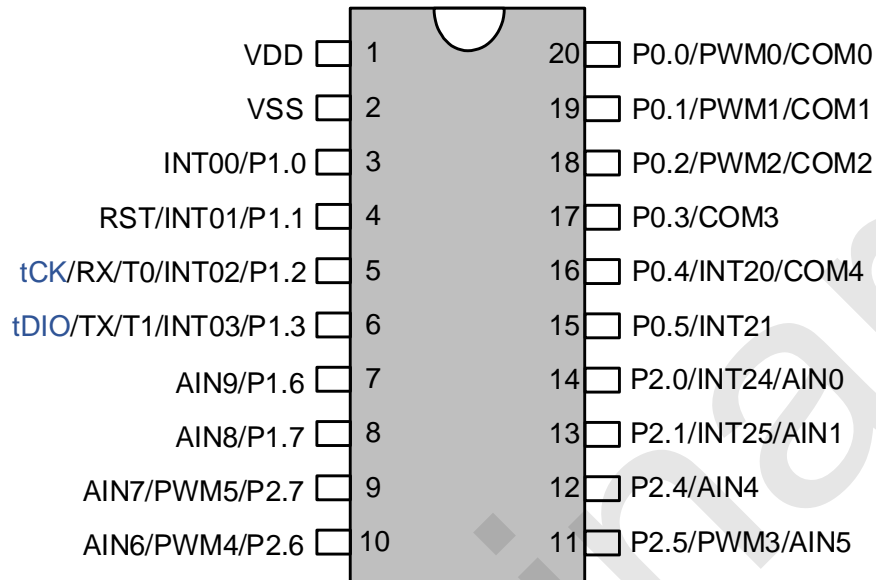 VDD 1 20 P0.0/PWM0/COM0
VSS 2 19 P0.1/PWM1/COM1
INT00/P1.0 3 18 P0.2/PWM2/COM2
RST/INT01/P1.1 4 17 P0.3/COM3
tCK/RX/T0/INT02/P1.2 5 16 P0.4/INT20/COM4
tDIO/TX/T1/INT03/P1.3 6 15 P0.5/INT21
AIN9/P1.6 7 14 P2.0/INT24/AIN0
AIN8/P1.7 8 13 P2.1/INT25/AIN1
AIN7/PWM5/P2.7 9 12 P2.4/AIN4
AIN6/PWM4/P2.6 10 11 P2.5/PWM3/AIN5